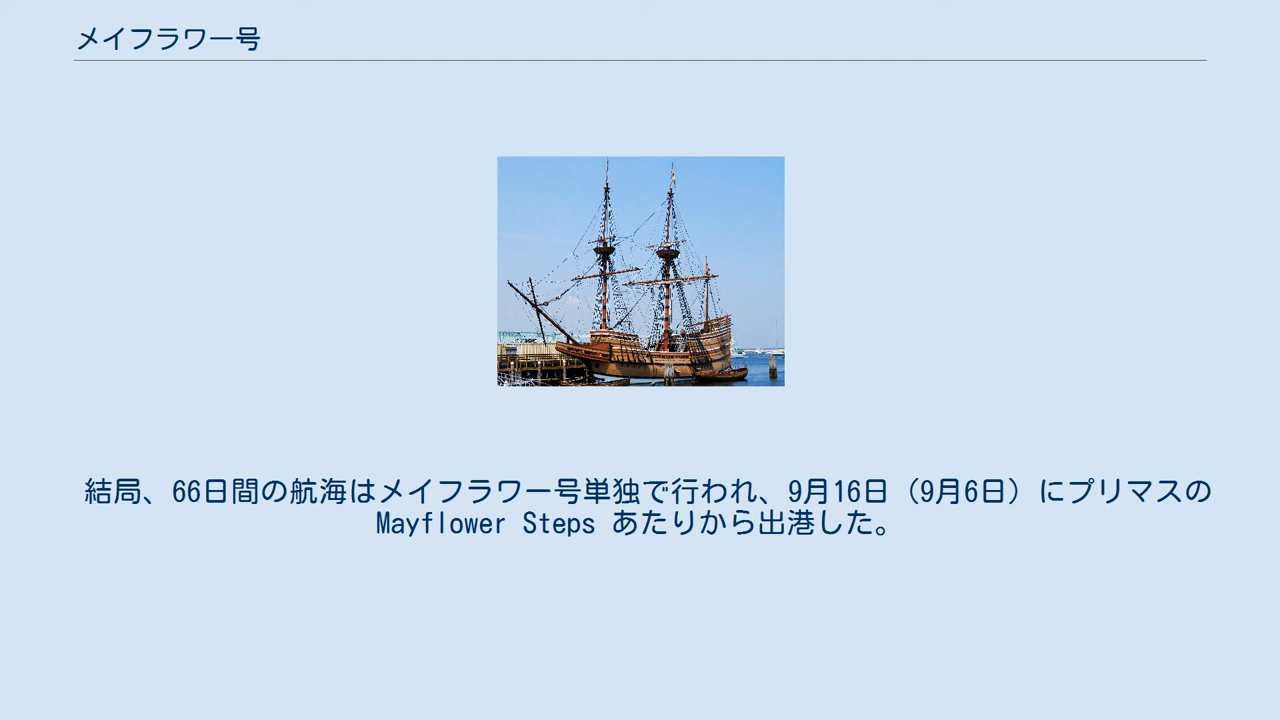 メイフラワー号
結局、66日間の航海はメイフラワー号単独で行われ、9月16日（9月6日）にプリマスの
Mayflower Steps あたりから出港した。